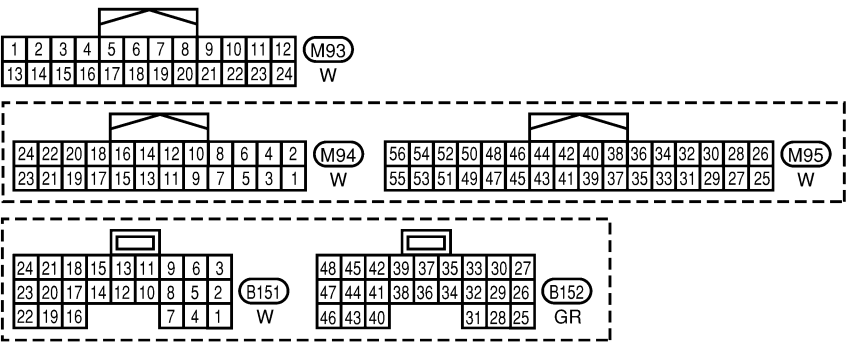 1 2 3 4 5 6 7 8 9 10 11 12 M93
13 14 15 16 17 18 19 20 21 22 23 24 W
24 22 20 18 16 14 12 10 8 6 4 2 M94
23 21 19 17 15 13 11 9 7 5 3 1 W
56 54 52 50 48 46 44 42 40 38 36 34 32 30 28 26 M95
55 53 51 49 47 45 43 41 39 37 35 33 31 29 27 25 W
24 21 18 15 13 11 9 6 3
23 20 17 14 12 10 8 5 2 B151
22 19 16 7 4 1 W
48 45 42 39 37 35 33 30 27
47 44 41 38 36 34 32 29 26 B152
46 43 40 31 28 25 GR